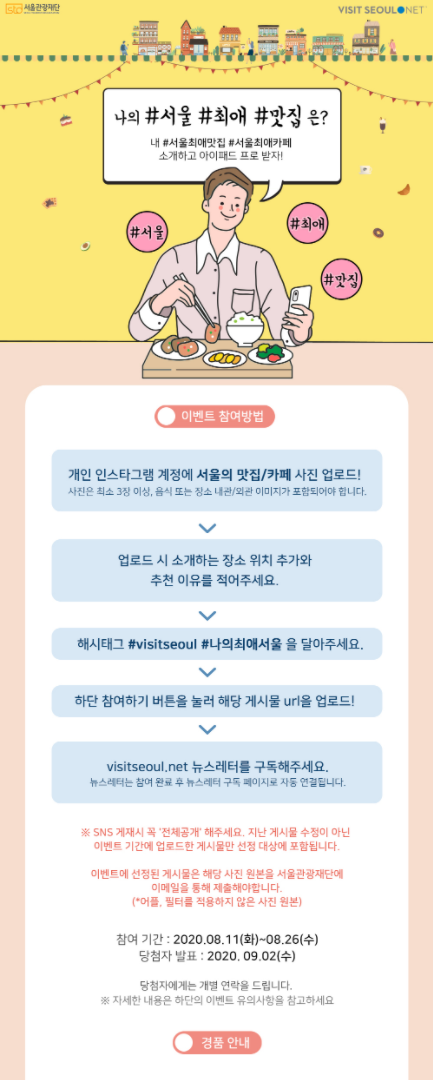 서울관광재단
VISIT SEOUL NET
나의 #서울 #최애 #맛집 은?
내 #서울최애맛집 #서울최애카페
소개하고 아이패드 프로 받자!
#서울
#최애
#맛집
이벤트 참여방법
개인 인스타그램 계정에 서울의 맛집/카페 사진 업로드!
사진은 최소 3장 이상, 음식 또는 장소 내관/외관 이미지가 포함되어야 합니다.
업로드 시 소개하는 장소 위치 추가와
추천 이유를 적어주세요.
해시태그 #visitseoul #나의최애서울 을 달아주세요.
하단 참여하기 버튼을 눌러 해당 게시물 url을 업로드!
visitseoul.net 뉴스레터를 구독해주세요.
뉴스레터는 참여 완료 후 뉴스레터 구독 페이지로 자동 연결됩니다.
※ SNS 게재시 꼭 '전체공개' 해주세요. 지난 게시물 수정이 아닌
이벤트 기간에 업로드한 게시물만 선정 대상에 포함됩니다.
이벤트에 선정된 게시물은 해당 사진 원본을 서울관광재단에
이메일을 통해 제출해야합니다.
(*어플, 필터를 적용하지 않은 사진 원본)
참여 기간 : 2020.08.11(화)~08.26(수)
당첨자 발표 : 2020. 09.02(수)
당첨자에게는 개별 연락을 드립니다.
※ 자세한 내용은 하단의 이벤트 유의사항을 참고하세요
경품 안내